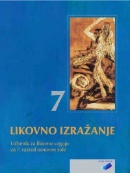 7
LIKOVNO IZRAŽANJE
Učbenik za likovno vzgojo
za 7. razred osnovne šole